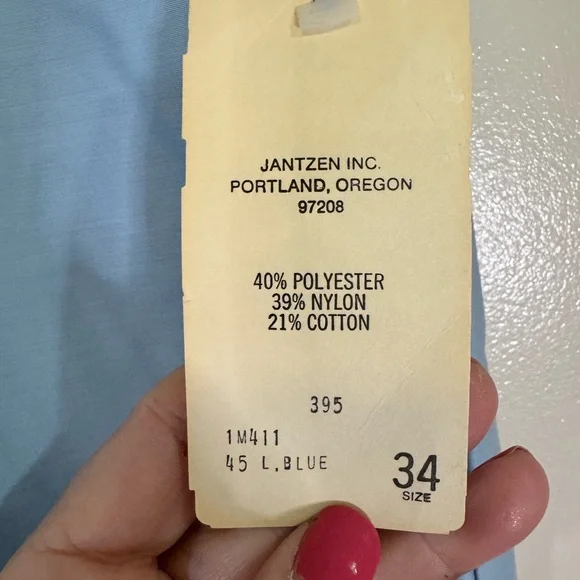 JANTZEN INC.
PORTLAND, OREGON
97208
40% POLYESTER
39% NYLON
21% COTTON
395
1M411
45 L.BLUE
34
SIZE